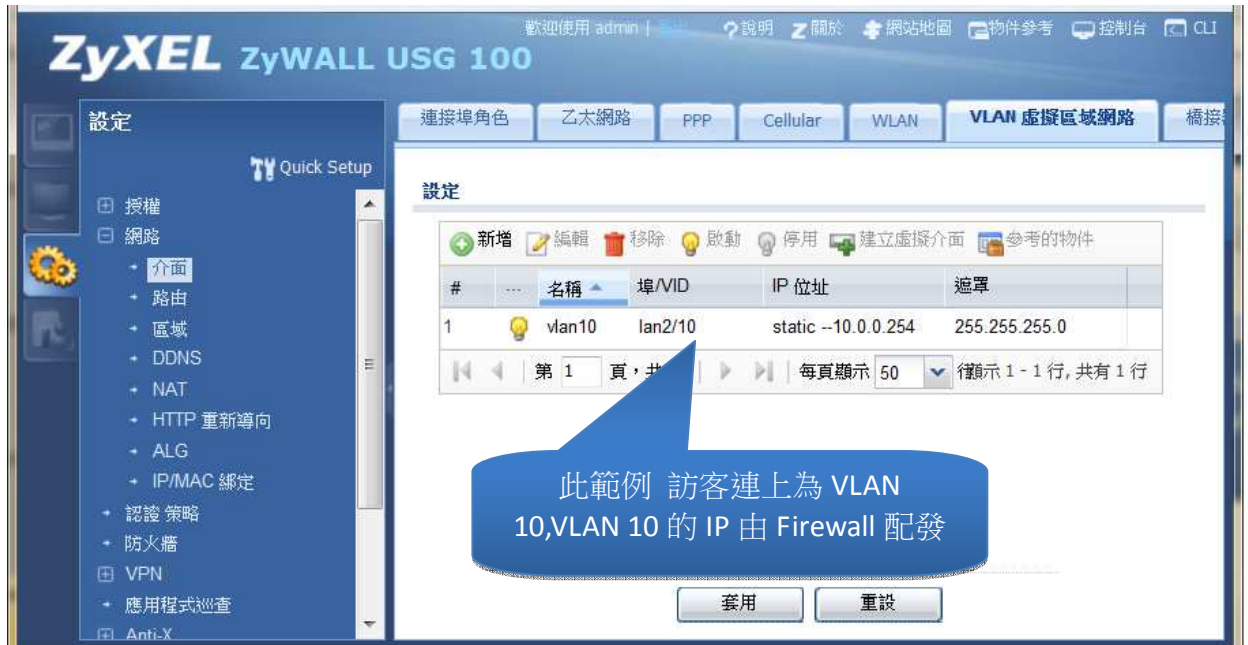 歡迎使用 admin |
說明 關於 網站地圖 物件參考 控制台 CLI
ZyXEL ZyWALL USG 100
設定
Quick Setup
授權
網路
介面
路由
區域
DDNS
NAT
HTTP 重新導向
ALG
IP/MAC 綁定
認證 策略
防火牆
VPN
應用程式巡查
Anti-X
連接埠角色 乙太網路 PPP Cellular WLAN VLAN 虛擬區域網路 橋接
設定
新增 編輯 移除 啟動 停用 建立虛擬介面 參考的物件
# ... 名稱 埠/VID IP 位址 遮罩
1 vlan10 lan2/10 static --10.0.0.254 255.255.255.0
第 1 頁,共 每頁顯示 50 行 顯示 1 - 1 行, 共有 1 行
此範例 訪客連上為 VLAN
10,VLAN 10 的 IP 由 Firewall 配發
套用 重設